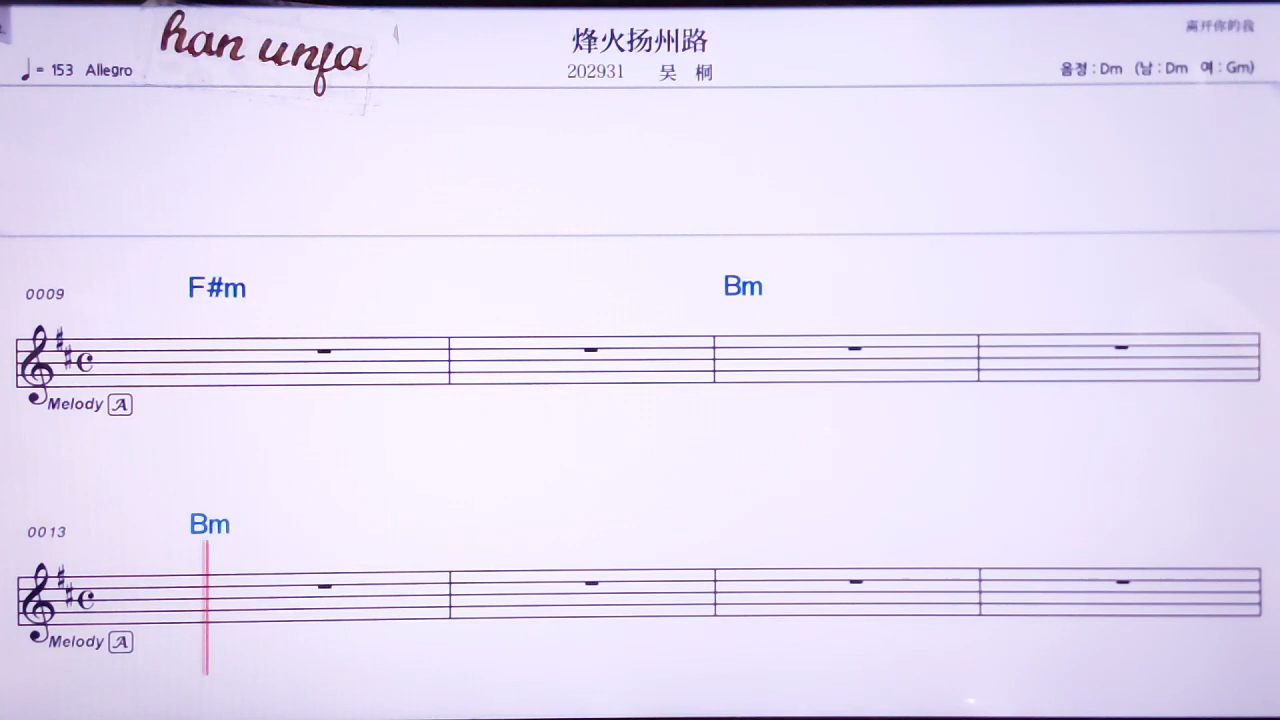 han unfa
烽火扬州路
离开你的我
♩= 153 Allegro
202931 吴 桐
음정 : Dm (남 : Dm 여 : Gm)
F#m Bm
0009
Melody A
Bm
0013
Melody A